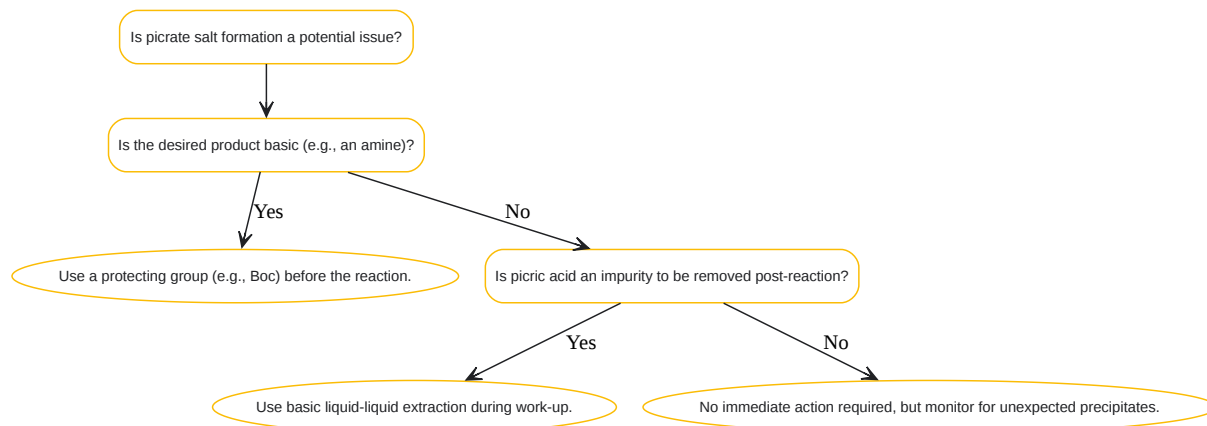 Is picrate salt formation a potential issue?
Is the desired product basic (e.g., an amine)?
Yes
No
Use a protecting group (e.g., Boc) before the reaction.
Is picric acid an impurity to be removed post-reaction?
Yes
No
Use basic liquid-liquid extraction during work-up.
No immediate action required, but monitor for unexpected precipitates.